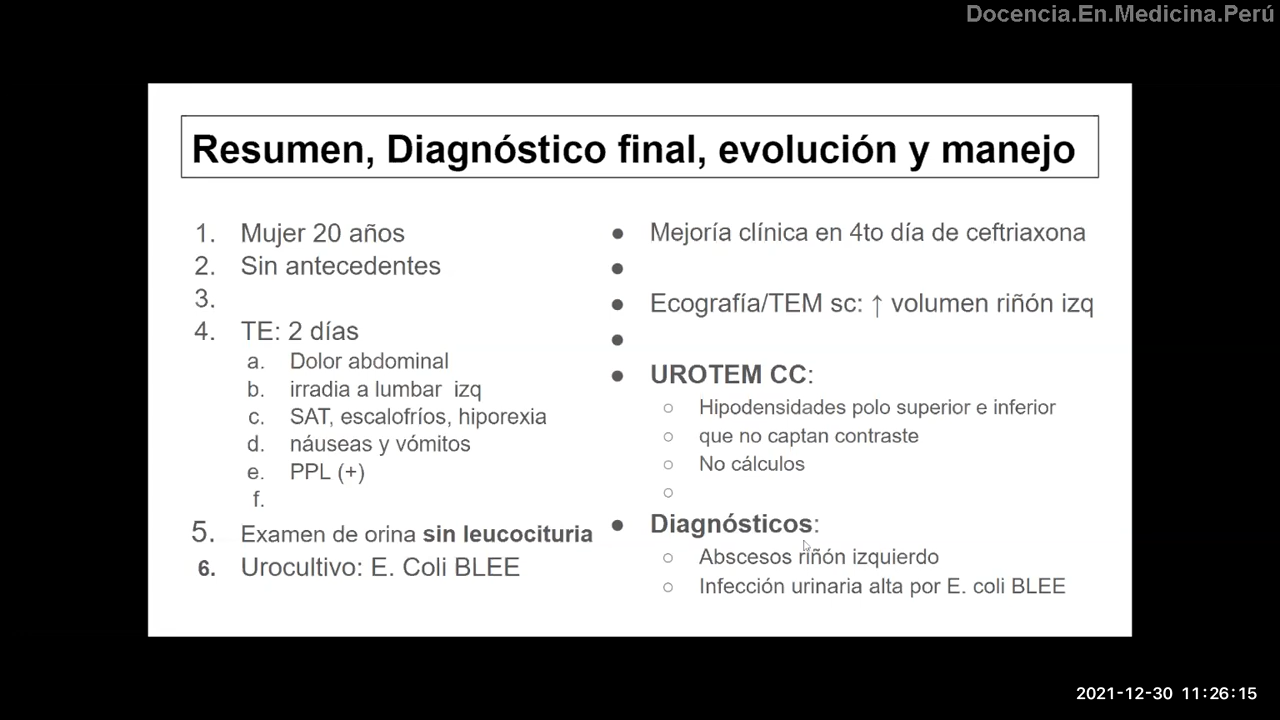 Docencia.En.Medicina.Perú
Resumen, Diagnóstico final, evolución y manejo
1. Mujer 20 años
2. Sin antecedentes
3.
4. TE: 2 días
a. Dolor abdominal
b. irradia a lumbar izq
c. SAT, escalofríos, hiporexia
d. náuseas y vómitos
e. PPL (+)
f.
5. Examen de orina sin leucocituria
6. Urocultivo: E. Coli BLEE
● Mejoría clínica en 4to día de ceftriaxona
●
● Ecografía/TEM sc: ↑ volumen riñón izq
●
● UROTEM CC:
○ Hipodensidades polo superior e inferior
○ que no captan contraste
○ No cálculos
○
● Diagnósticos:
○ Abscesos riñón izquierdo
○ Infección urinaria alta por E. coli BLEE
2021-12-30 11:26:15